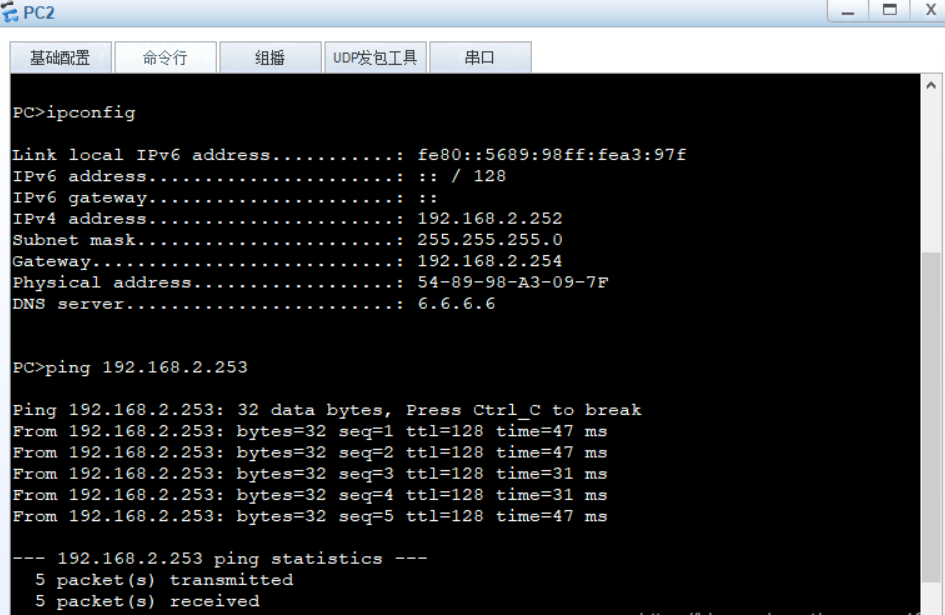 PC2
基础配置 命令行 组播 UDP发包工具 串口
PC>ipconfig
Link local IPv6 address...........: fe80::5689:98ff:fea3:97f
IPv6 address......................: :: / 128
IPv6 gateway......................: ::
IPv4 address......................: 192.168.2.252
Subnet mask.......................: 255.255.255.0
Gateway...........................: 192.168.2.254
Physical address..................: 54-89-98-A3-09-7F
DNS server........................: 6.6.6.6
PC>ping 192.168.2.253
Ping 192.168.2.253: 32 data bytes, Press Ctrl_C to break
From 192.168.2.253: bytes=32 seq=1 ttl=128 time=47 ms
From 192.168.2.253: bytes=32 seq=2 ttl=128 time=47 ms
From 192.168.2.253: bytes=32 seq=3 ttl=128 time=31 ms
From 192.168.2.253: bytes=32 seq=4 ttl=128 time=31 ms
From 192.168.2.253: bytes=32 seq=5 ttl=128 time=47 ms
--- 192.168.2.253 ping statistics ---
5 packet(s) transmitted
5 packet(s) received